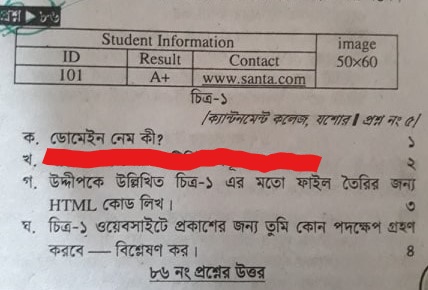 প্রশ্ন ▶ ৮৬
Student Information image
ID Result Contact 50×60
101 A+ www.santa.com
চিত্র-১
[ক্যান্টনমেন্ট কলেজ, যশোর। প্রশ্ন নং ৫]
ক. ডোমেইন নেম কী? ১
খ. ২
গ. উদ্দীপকে উল্লিখিত চিত্র-১ এর মতো ফাইল তৈরির জন্য
HTML কোড লিখ। ৩
ঘ. চিত্র-১ ওয়েবসাইটে প্রকাশের জন্য তুমি কোন পদক্ষেপ গ্রহণ
করবে — বিশ্লেষণ কর। ৪
৮৬ নং প্রশ্নের উত্তর